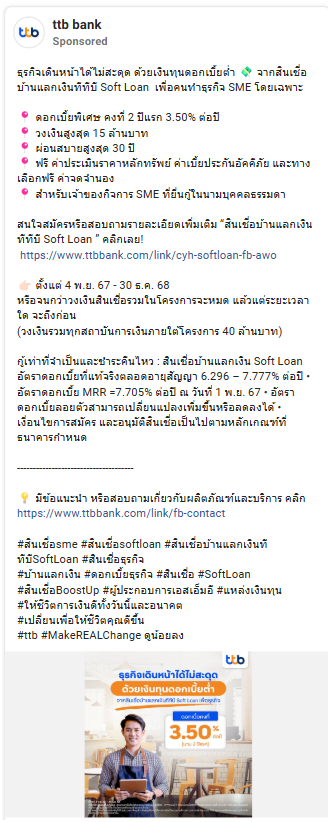 ttb
ttb bank
Sponsored
ธุรกิจเดินหน้าได้ไม่สะดุด ด้วยเงินทุนดอกเบี้ยต่ำ 💸 จากสินเชื่อ
บ้านแลกเงินทีทีบี Soft Loan เพื่อคนทำธุรกิจ SME โดยเฉพาะ
📍 ดอกเบี้ยพิเศษ คงที่ 2 ปีแรก 3.50% ต่อปี
📍 วงเงินสูงสุด 15 ล้านบาท
📍 ผ่อนสบายสูงสุด 30 ปี
📍 ฟรี ค่าประเมินราคาหลักทรัพย์ ค่าเบี้ยประกันอัคคีภัย และทาง
เลือกฟรี ค่าจดจำนอง
📍 สำหรับเจ้าของกิจการ SME ที่ยื่นกู้ในนามบุคคลธรรมดา
สนใจสมัครหรือสอบถามรายละเอียดเพิ่มเติม “สินเชื่อบ้านแลกเงิน
ทีทีบี Soft Loan ” คลิกเลย!
https://www.ttbbank.com/link/cyh-softloan-fb-awo
👉🏻 ตั้งแต่ 4 พ.ย. 67 - 30 ธ.ค. 68
หรือจนกว่าวงเงินสินเชื่อรวมในโครงการจะหมด แล้วแต่ระยะเวลา
ใด จะถึงก่อน
(วงเงินรวมทุกสถาบันการเงินภายใต้โครงการ 40 ล้านบาท)
กู้เท่าที่จำเป็นและชำระคืนไหว : สินเชื่อบ้านแลกเงิน Soft Loan
อัตราดอกเบี้ยที่แท้จริงตลอดอายุสัญญา 6.296 – 7.777% ต่อปี •
อัตราดอกเบี้ย MRR =7.705% ต่อปี ณ วันที่ 1 พ.ย. 67 • อัตรา
ดอกเบี้ยลอยตัวสามารถเปลี่ยนแปลงเพิ่มขึ้นหรือลดลงได้ •
เงื่อนไขการสมัคร และอนุมัติสินเชื่อเป็นไปตามหลักเกณฑ์ที่
ธนาคารกำหนด
-------------------------------------
💡 มีข้อแนะนำ หรือสอบถามเกี่ยวกับผลิตภัณฑ์และบริการ คลิก
https://www.ttbbank.com/link/fb-contact
#สินเชื่อsme #สินเชื่อsoftloan #สินเชื่อบ้านแลกเงินที
ทีบีSoftLoan #สินเชื่อธุรกิจ
#บ้านแลกเงิน #ดอกเบี้ยธุรกิจ #สินเชื่อ #SoftLoan
#สินเชื่อBoostUp #ผู้ประกอบการเอสเอ็มอี #แหล่งเงินทุน
#ให้ชีวิตการเงินดีทั้งวันนี้และอนาคต
#เปลี่ยนเพื่อให้ชีวิตคุณดีขึ้น
#ttb #MakeREALChange ดูน้อยลง
ttb
ธุรกิจเดินหน้าได้ไม่สะดุด
ด้วยเงินทุนดอกเบี้ยต่ำ
จากสินเชื่อบ้านแลกเงินทีทีบี Soft Loan เพื่อธุรกิจ
ดอกเบี้ยคงที่
3.50% ต่อปี
(นาน 2 ปีแรก)